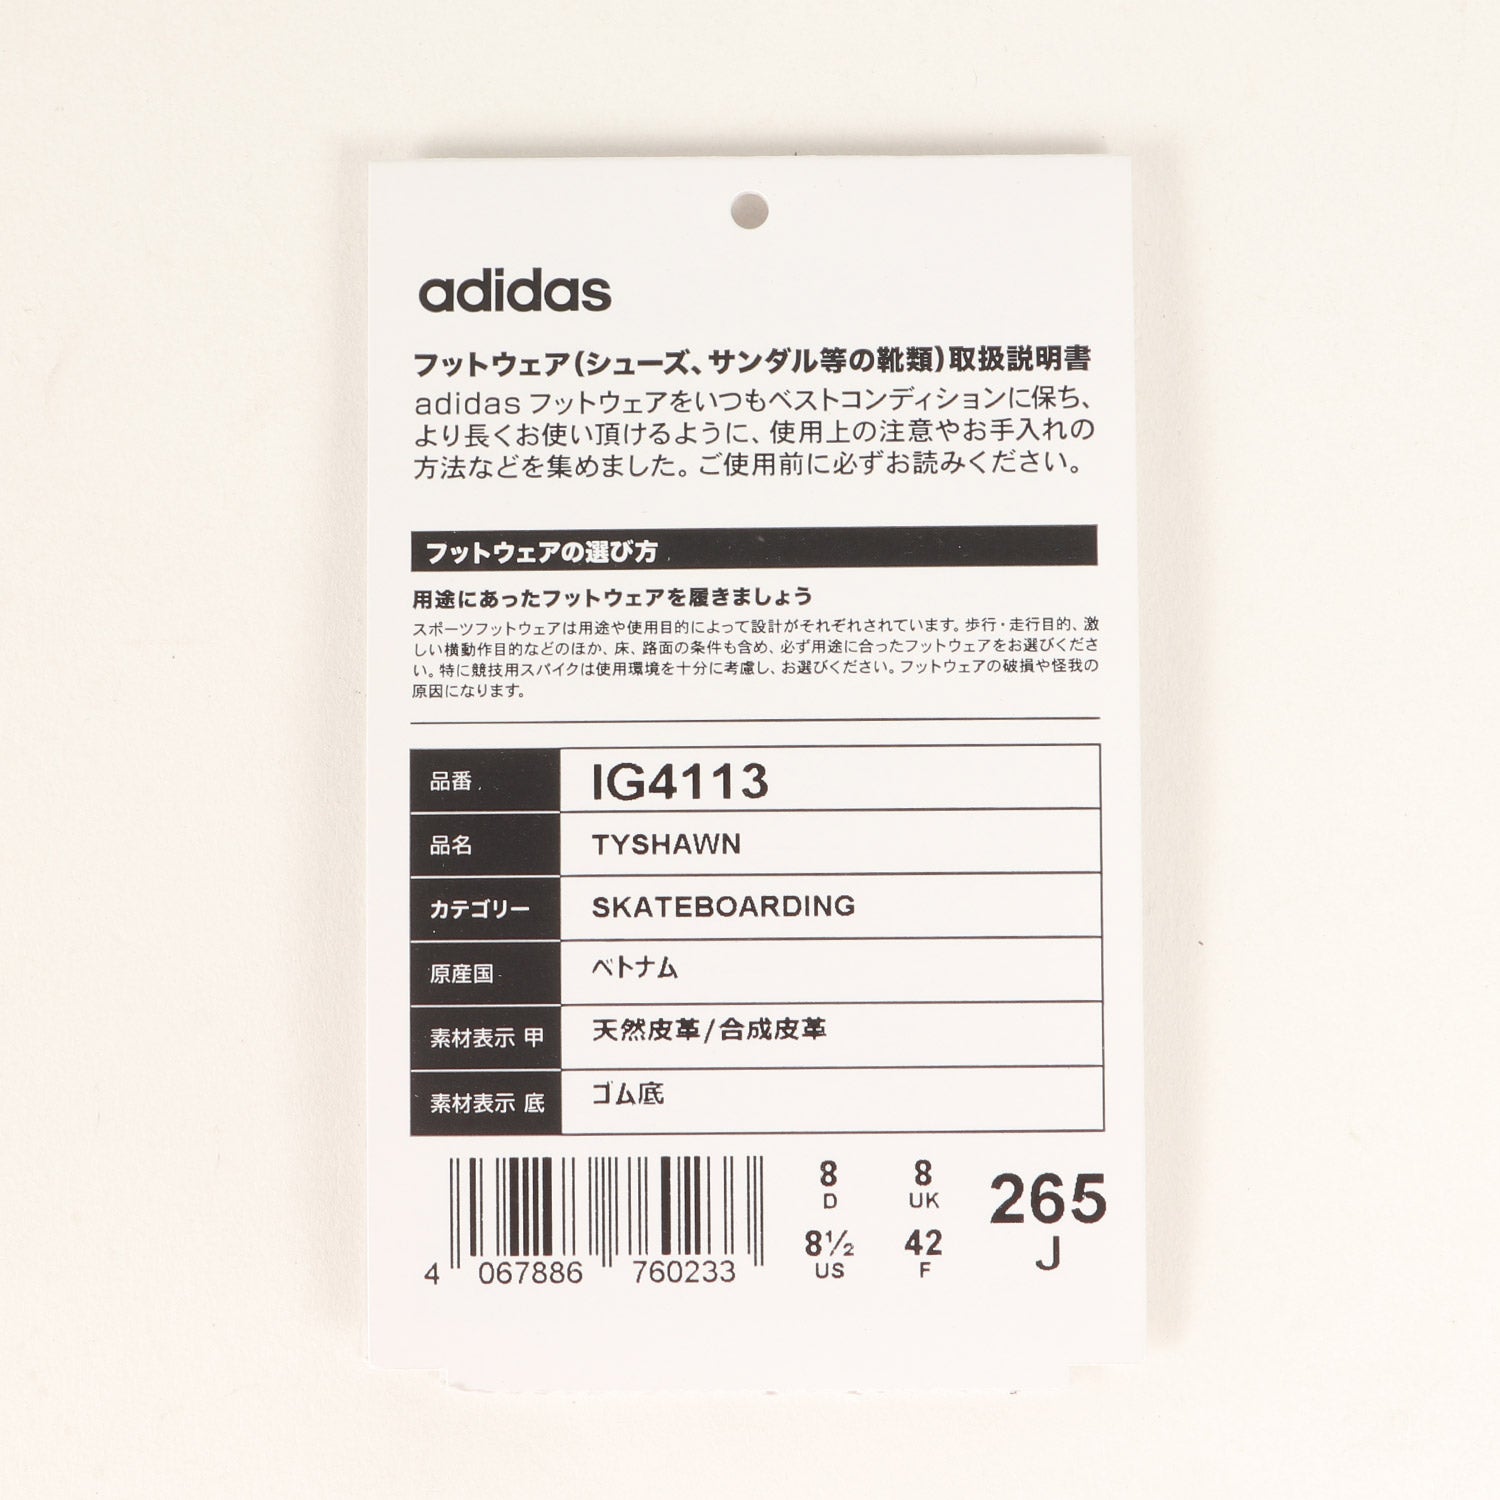 adidas
フットウェア(シューズ、サンダル等の靴類)取扱説明書
adidas フットウェアをいつもベストコンディションに保ち、
より長くお使い頂けるように、使用上の注意やお手入れの
方法などを集めました。ご使用前に必ずお読みください。
フットウェアの選び方
用途にあったフットウェアを履きましょう
スポーツフットウェアは用途や使用目的によって設計がそれぞれされています。歩行・走行目的、激
しい横動作目的などのほか、床、路面の条件も含め、必ず用途に合ったフットウェアをお選びくださ
い。特に競技用スパイクは使用環境を十分に考慮し、お選びください。フットウェアの破損や怪我の
原因になります。
品番 IG4113
品名 TYSHAWN
カテゴリー SKATEBOARDING
原産国 ベトナム
素材表示 甲 天然皮革/合成皮革
素材表示 底 ゴム底
8 8 265
D UK
8½ 42 J
US F
4 067886 760233